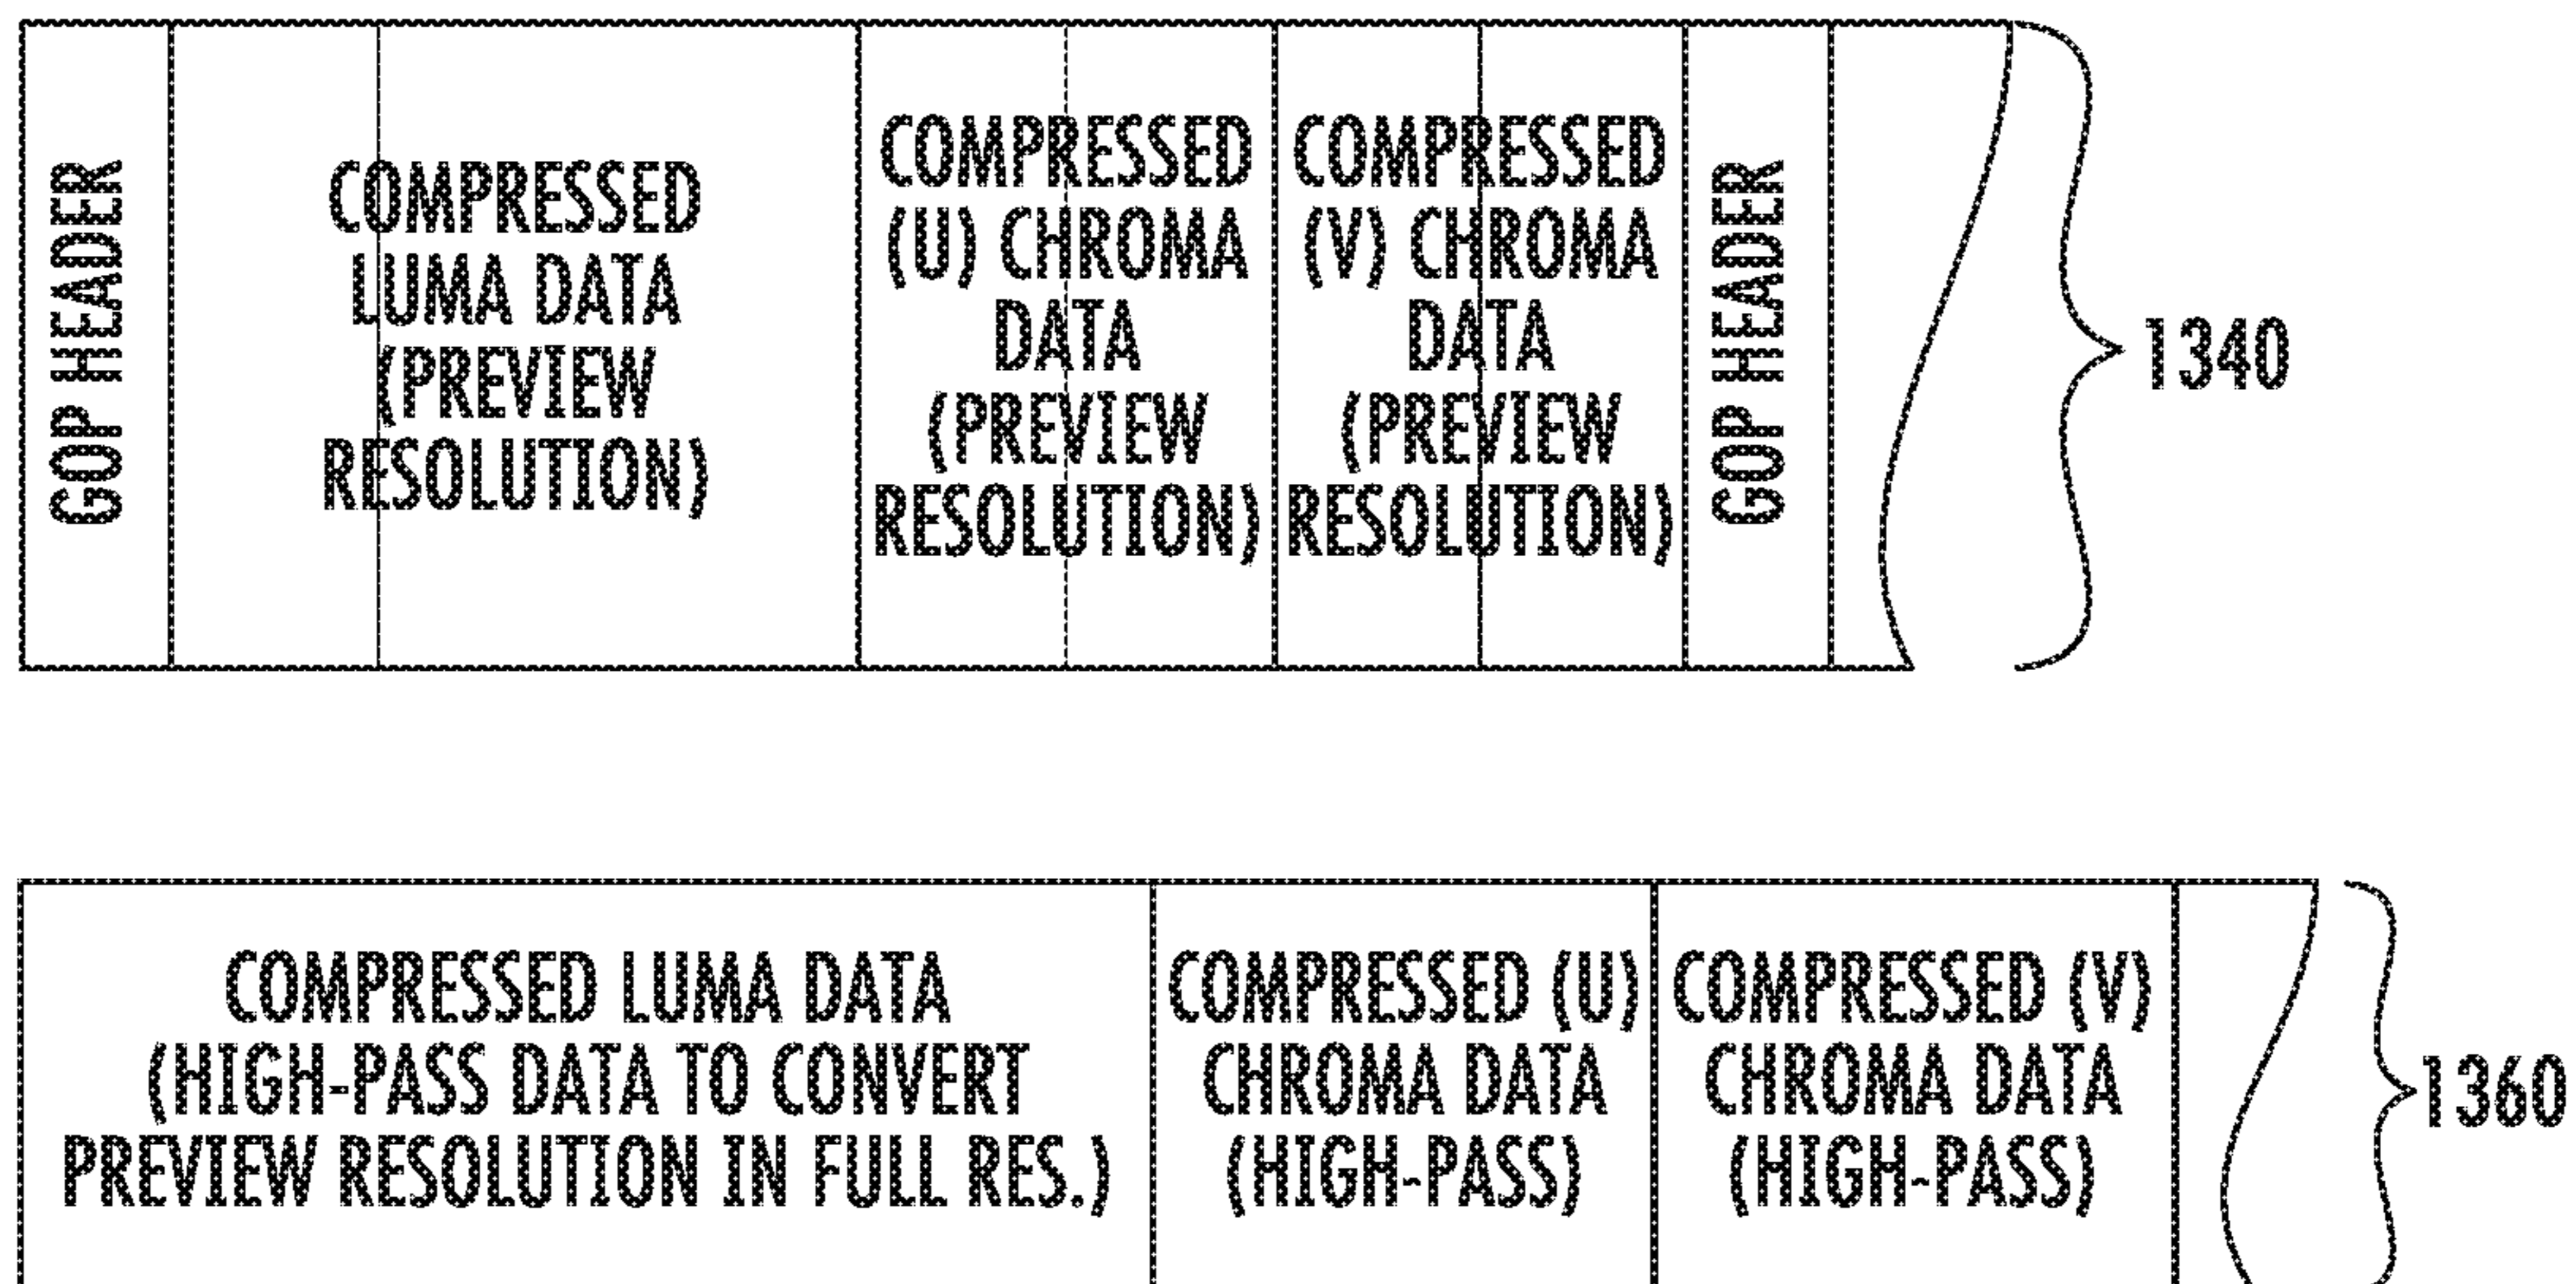 GOP HEADER
COMPRESSED
LUMA DATA
(PREVIEW
RESOLUTION)
COMPRESSED
(U) CHROMA
DATA
(PREVIEW
RESOLUTION)
COMPRESSED
(V) CHROMA
DATA
(PREVIEW
RESOLUTION)
GOP HEADER
1340
COMPRESSED LUMA DATA
(HIGH-PASS DATA TO CONVERT
PREVIEW RESOLUTION IN FULL RES.)
COMPRESSED (U)
CHROMA DATA
(HIGH-PASS)
COMPRESSED (V)
CHROMA DATA
(HIGH-PASS)
1360